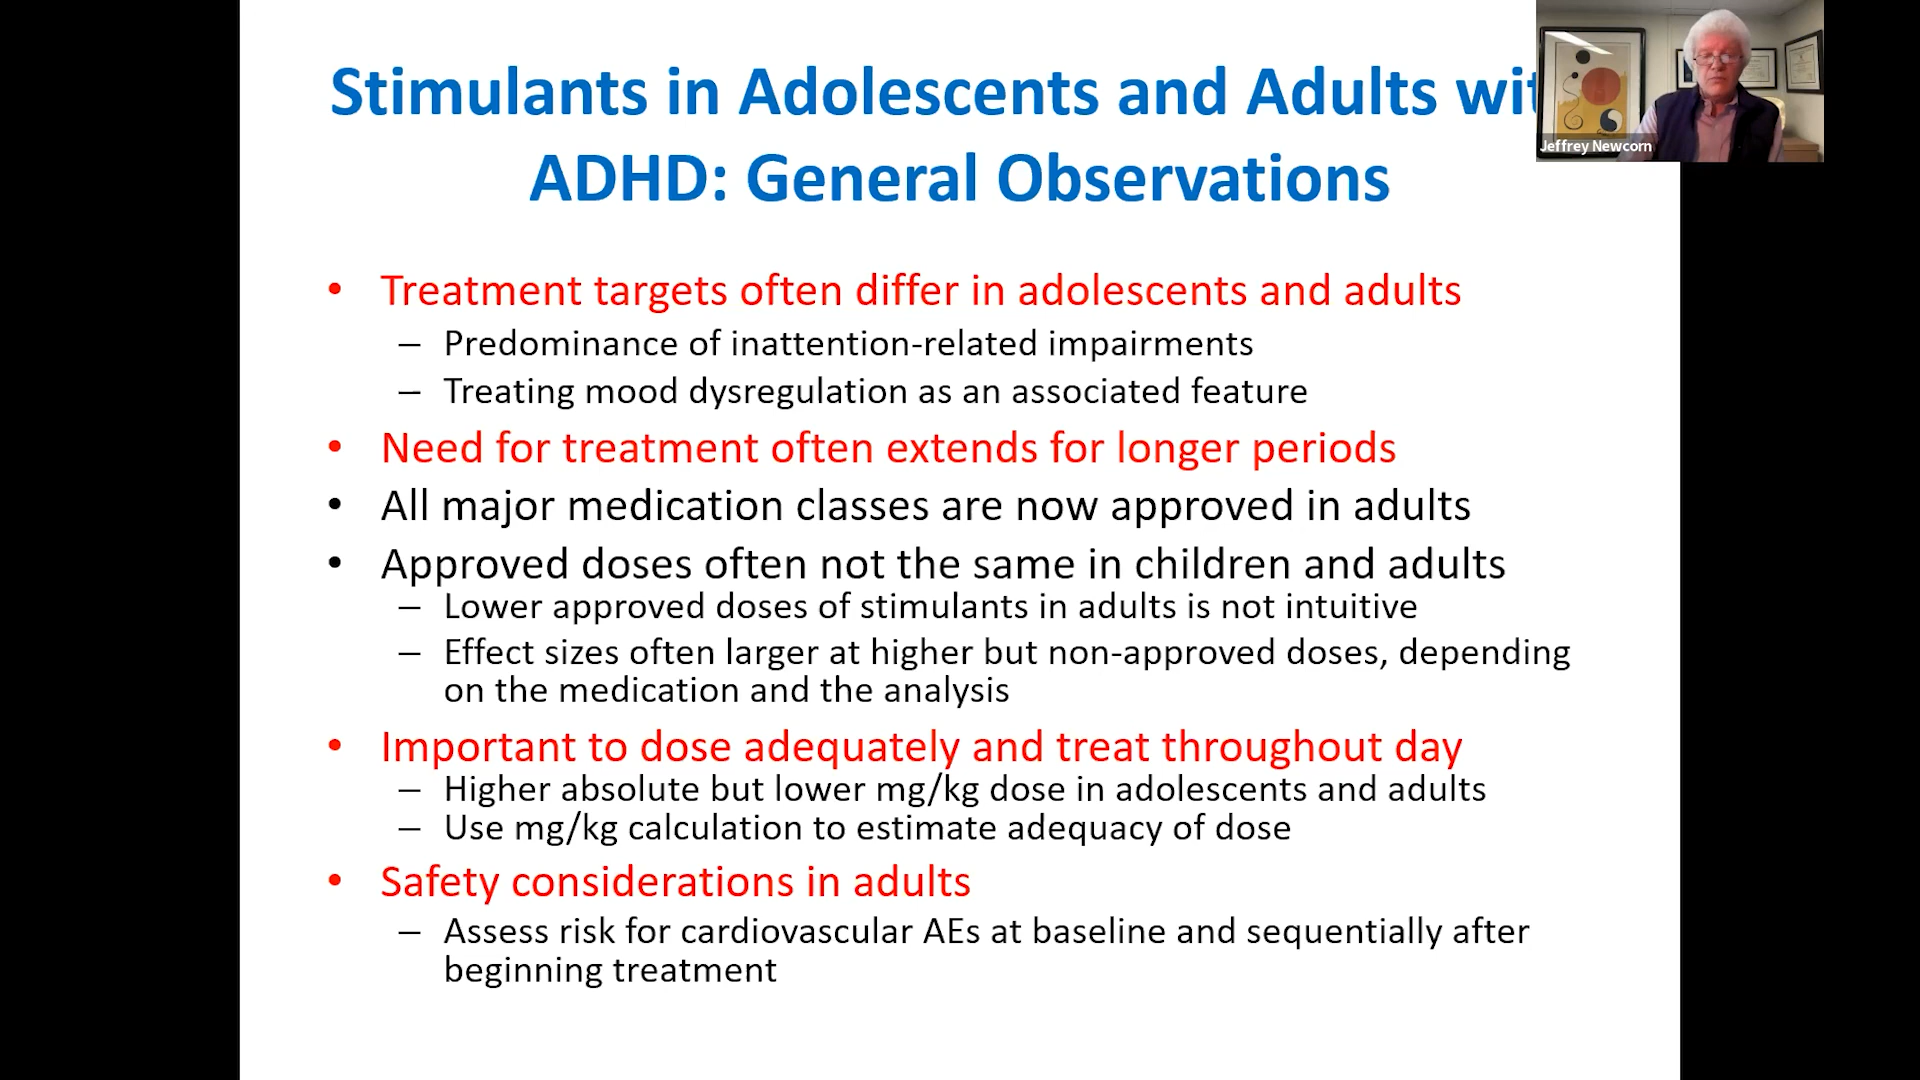 Stimulants in Adolescents and Adults wit
ADHD: General Observations
Jeffrey Newcorn
• Treatment targets often differ in adolescents and adults
– Predominance of inattention-related impairments
– Treating mood dysregulation as an associated feature
• Need for treatment often extends for longer periods
• All major medication classes are now approved in adults
• Approved doses often not the same in children and adults
– Lower approved doses of stimulants in adults is not intuitive
– Effect sizes often larger at higher but non-approved doses, depending
on the medication and the analysis
• Important to dose adequately and treat throughout day
– Higher absolute but lower mg/kg dose in adolescents and adults
– Use mg/kg calculation to estimate adequacy of dose
• Safety considerations in adults
– Assess risk for cardiovascular AEs at baseline and sequentially after
beginning treatment